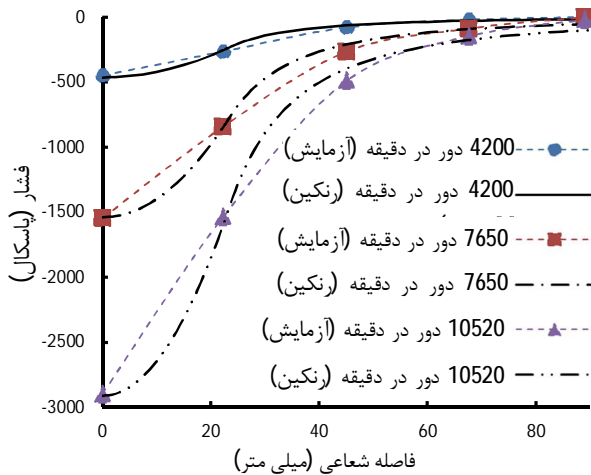 0
-500
-1000
-1500
-2000
-2500
-3000
فشار (پاسکال)
4200 دور در دقیقه (آزمایش)
4200 دور در دقیقه (رنکین)
7650 دور در دقیقه (آزمایش)
7650 دور در دقیقه (رنکین)
10520 دور در دقیقه (آزمایش)
10520 دور در دقیقه (رنکین)
0 20 40 60 80
فاصله شعاعی (میلی متر)